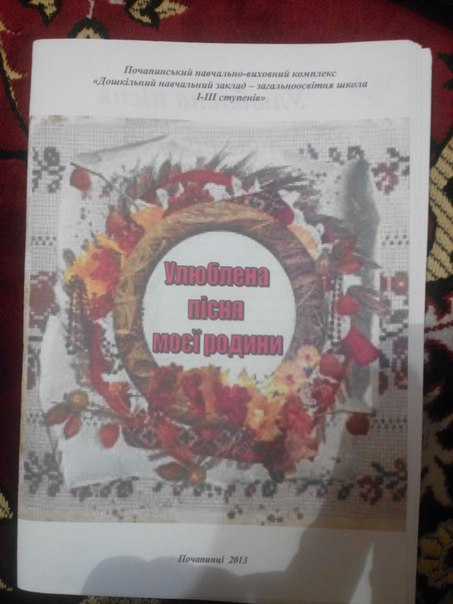 Почапинський навчально-виховний комплекс
«Дошкільний навчальний заклад – загальноосвітня школа
І-ІІІ ступенів»
Улюблена
пісня
моєї родини
Почапинці 2013